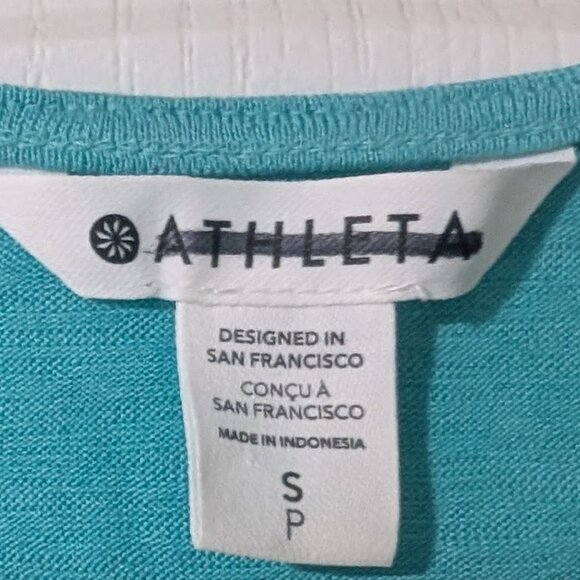 ATHLETA
DESIGNED IN
SAN FRANCISCO
CONÇU À
SAN FRANCISCO
MADE IN INDONESIA
S
P